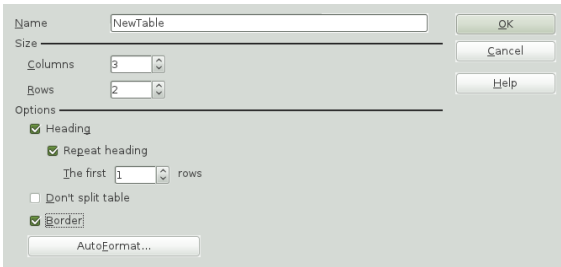 Name NewTable OK
Size
Cancel
Columns 3
Help
Rows 2
Options
Heading
Repeat heading
The first 1 rows
Don't split table
Border
AutoFormat...